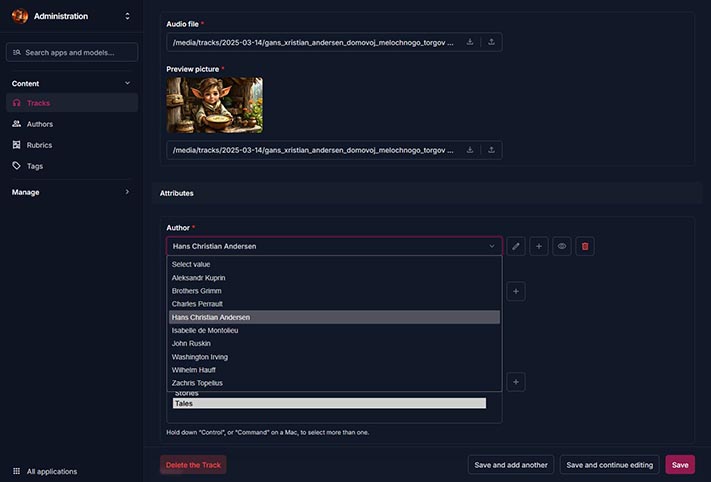 Administration
Search apps and models...
Content
Tracks
Authors
Rubrics
Tags
Manage
All applications
Audio file *
/media/tracks/2025-03-14/gans_xristian_andersen_domovoj_melochnogo_torgov ...
Preview picture *
/media/tracks/2025-03-14/gans_xristian_andersen_domovoj_melochnogo_torgov ...
Attributes
Author *
Hans Christian Andersen
Select value
Aleksandr Kuprin
Brothers Grimm
Charles Perrault
Hans Christian Andersen
Isabelle de Montolieu
John Ruskin
Washington Irving
Wilhelm Hauff
Zachris Topelius
Stories
Tales
Hold down "Control", or "Command" on a Mac, to select more than one.
Delete the Track
Save and add another
Save and continue editing
Save